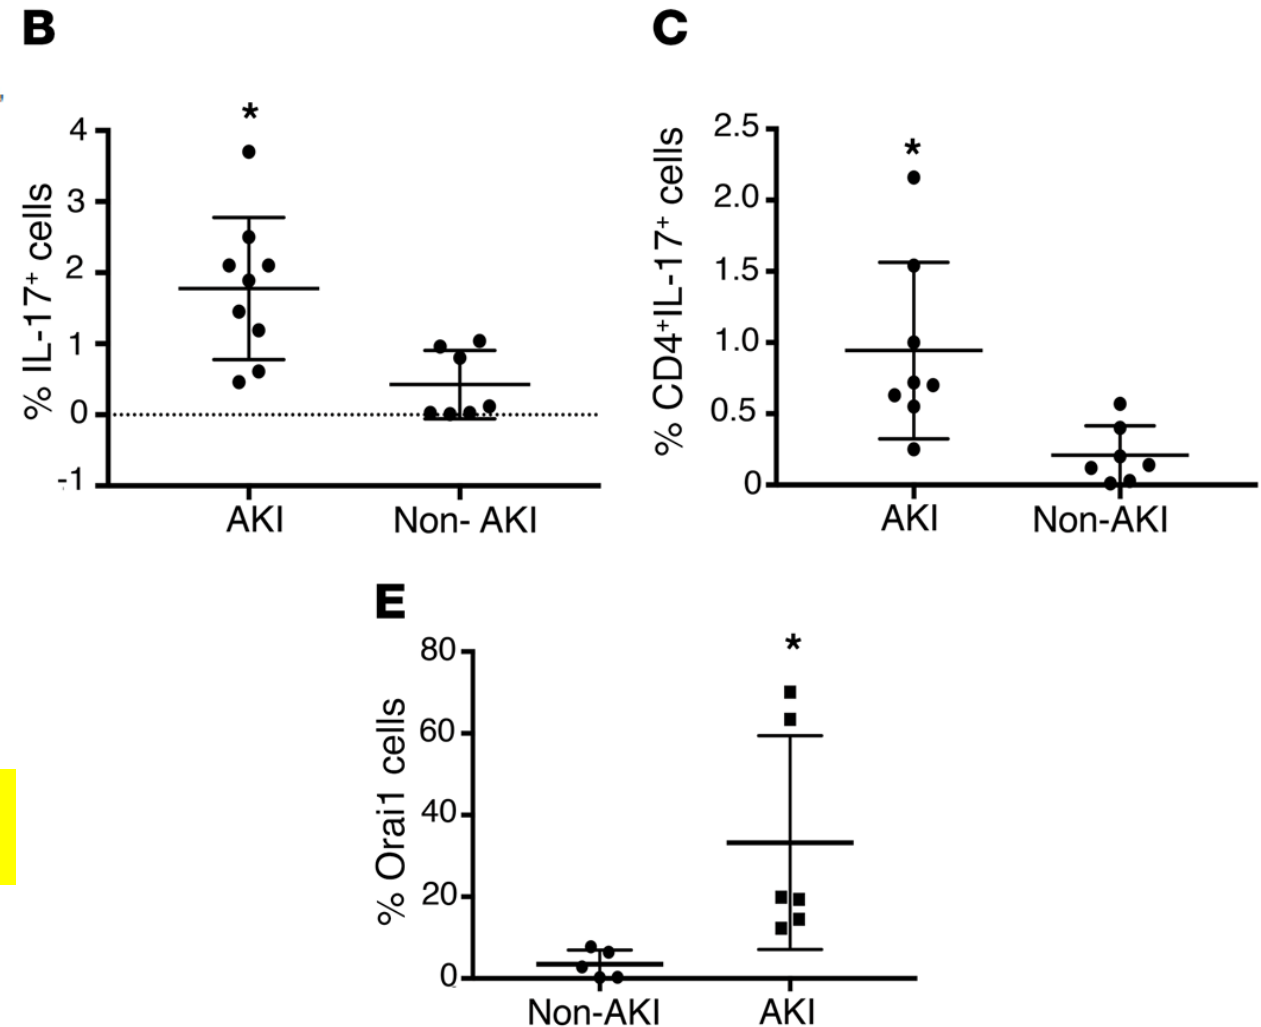 B
*
4
3
2
1
0
-1
% IL-17⁺ cells
AKI
Non- AKI
C
*
2.5
2.0
1.5
1.0
0.5
0
% CD4⁺IL-17⁺ cells
AKI
Non-AKI
E
*
80
60
40
20
0
% Orai1 cells
Non-AKI
AKI